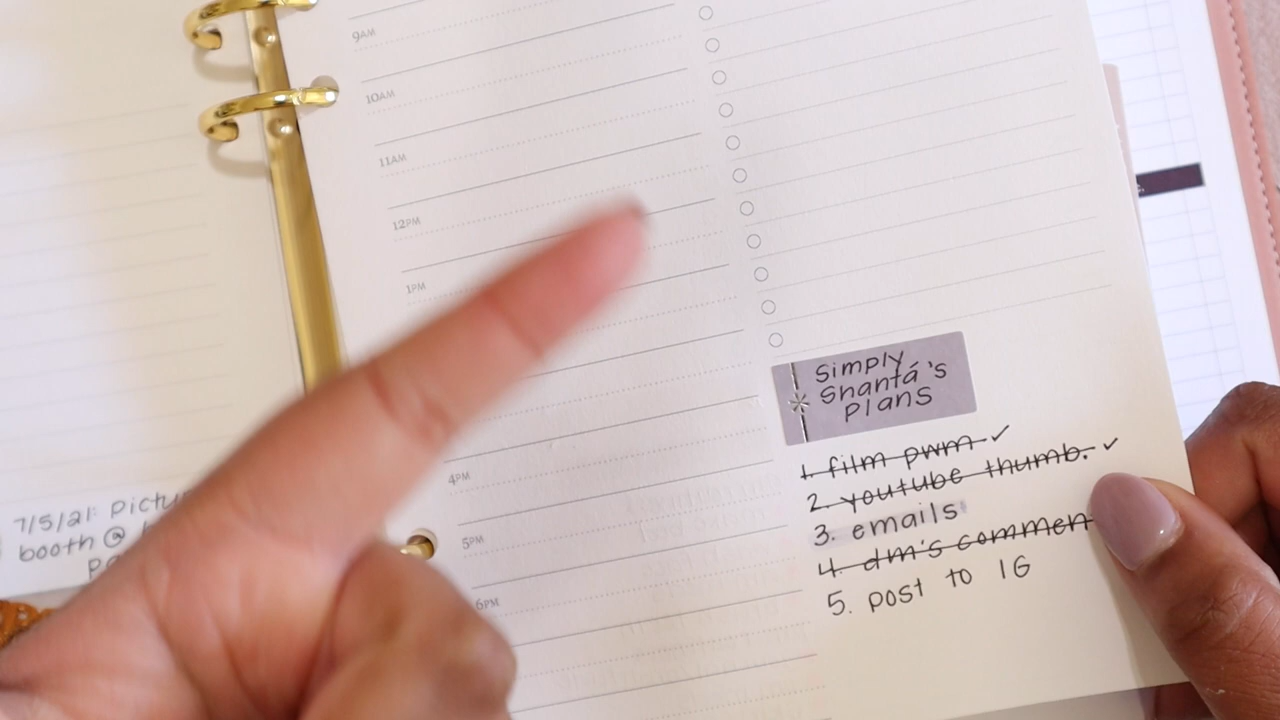 9AM
10AM
11AM
12PM
1PM
4PM
5PM
6PM
Simply
Shantá's
Plans
1. film pwm ✓
2. youtube thumb. ✓
3. emails
4. dm's commen
5. post to IG
7/5/21: Pictu
booth @